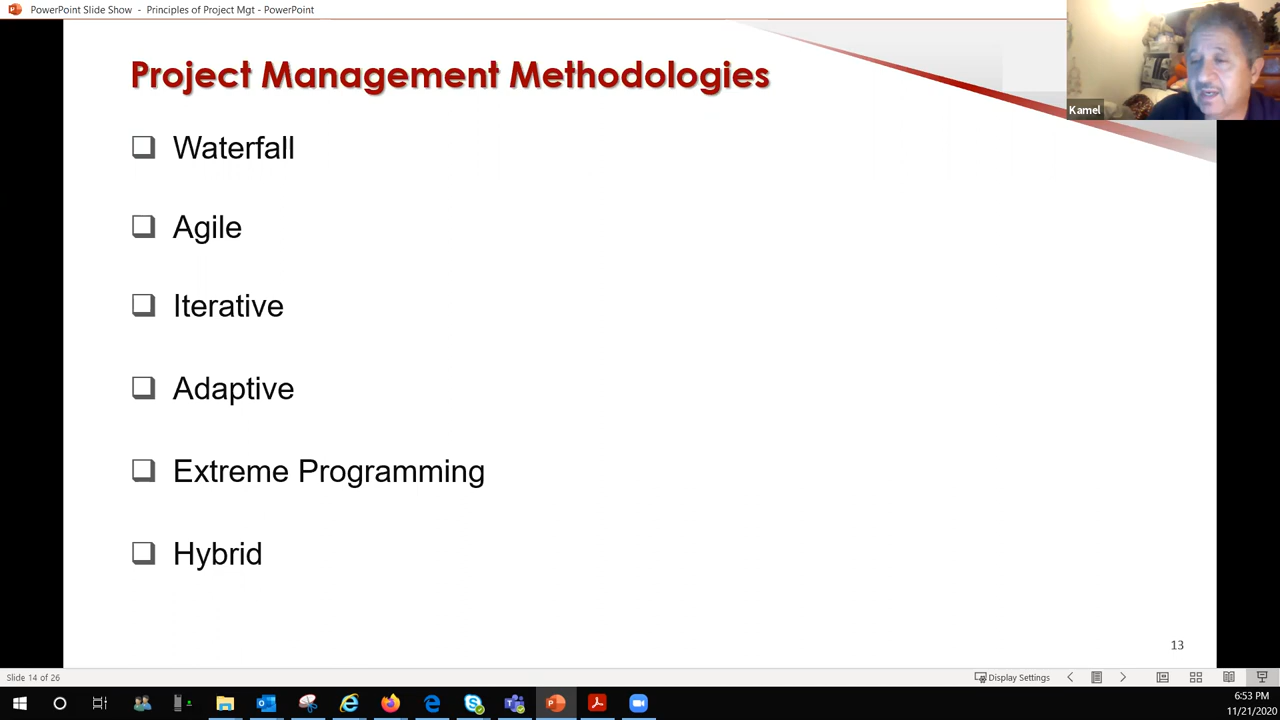 PowerPoint Slide Show - Principles of Project Mgt - PowerPoint
Project Management Methodologies
Kamel
Waterfall
Agile
Iterative
Adaptive
Extreme Programming
Hybrid
13
Slide 14 of 26
Display Settings
6:53 PM
11/21/2020